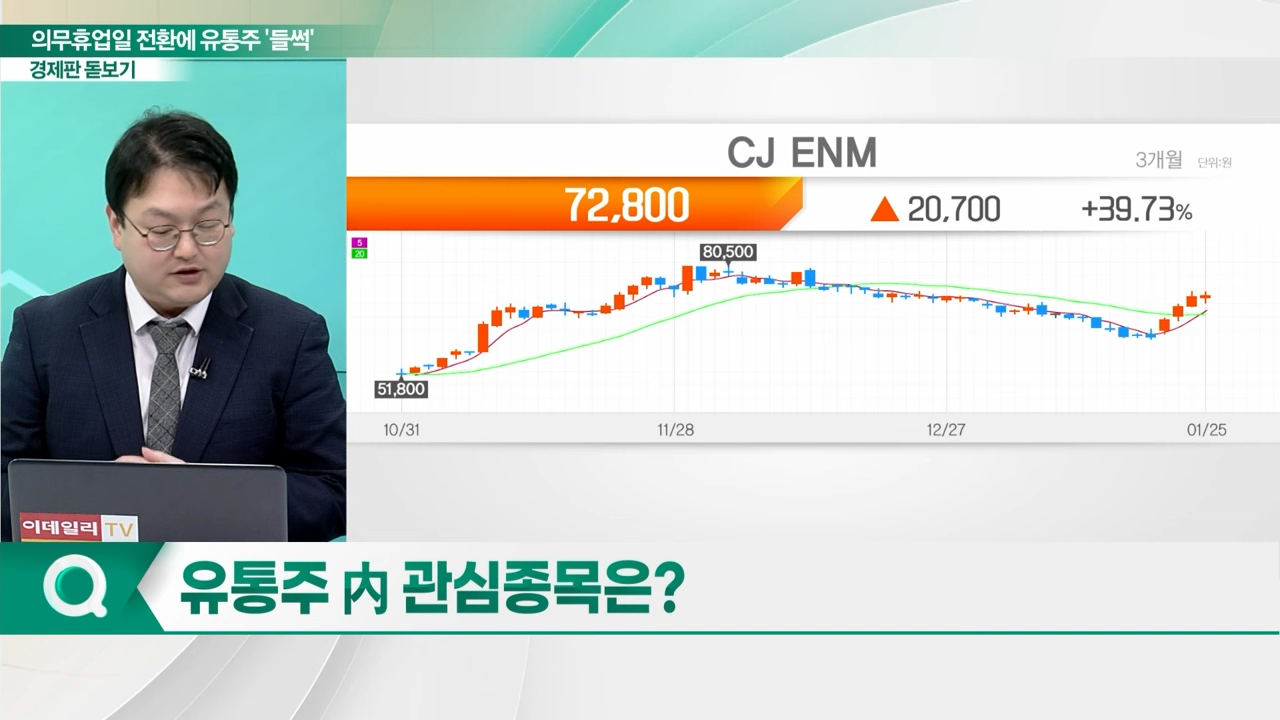 의무휴업일 전환에 유통주 '들썩'
경제판 돋보기
CJ ENM
3개월 단위:원
72,800 ▲ 20,700 +39.73%
5
20
80,500
51,800
10/31 11/28 12/27 01/25
이데일리 TV
유통주 內 관심종목은?